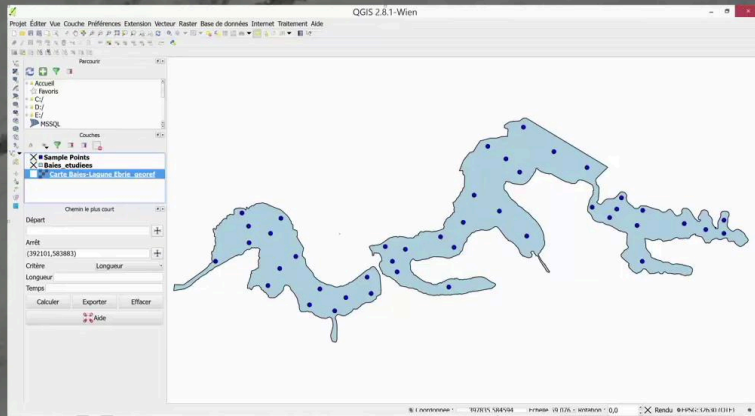 QGIS 2.8.1-Wien
Projet Éditer Vue Couche Préférences Extension Vecteur Raster Base de données Internet Traitement Aide
Parcourir
Accueil
Favoris
C:/
D:/
E:/
MSSQL
Couches
Sample Points
Baies_etudiees
Carte Baies-Lagune Ebrie_georef
Chemin le plus court
Départ
Arrêt
(392101,583883)
Critère Longueur
Longueur
Temps
Calculer Exporter Effacer
Aide
Coordonnée : 397835,584594 Échelle Rotation : 0,0 Rendu